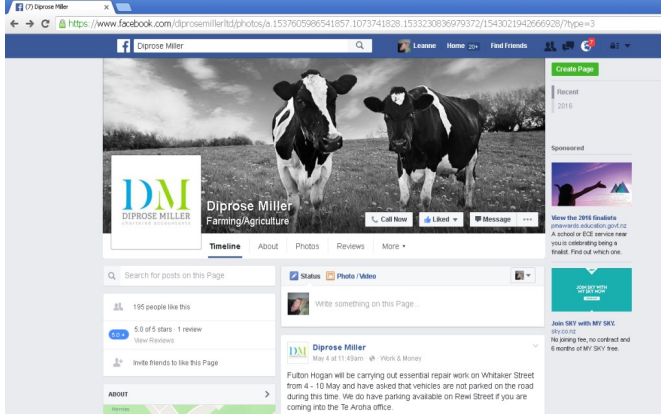 (7) Diprose Miller
https://www.facebook.com/diprosemillerltd/photos/a.1537605986541857.1073741828.1533230836979372/1543021942666928/?type=3
Diprose Miller
Leanne Home 20+ Find Friends
7
Create Page
Recent
2016
DM
DIPROSE MILLER
chartered accountants
Diprose Miller
Farming/Agriculture
Call Now
Liked
Message
Timeline About Photos Reviews More
Search for posts on this Page
195 people like this
5.0 5.0 of 5 stars · 1 review
View Reviews
Invite friends to like this Page
ABOUT
Status Photo / Video
Write something on this Page...
DM
Diprose Miller
May 4 at 11:49am · Work & Money
Fulton Hogan will be carrying out essential repair work on Whitaker Street
from 4 - 10 May and have asked that vehicles are not parked on the road
during this time. We do have parking available on Rewi Street if you are
coming into the Te Aroha office.
Sponsored
View the 2016 finalists
pmawards.education.govt.nz
A school or ECE service near
you is celebrating being a
finalist. Find out which one.
JOIN SKY WITH
MY SKY NOW
Join SKY with MY SKY.
sky.co.nz
No joining fee, no contract and
6 months of MY SKY free.